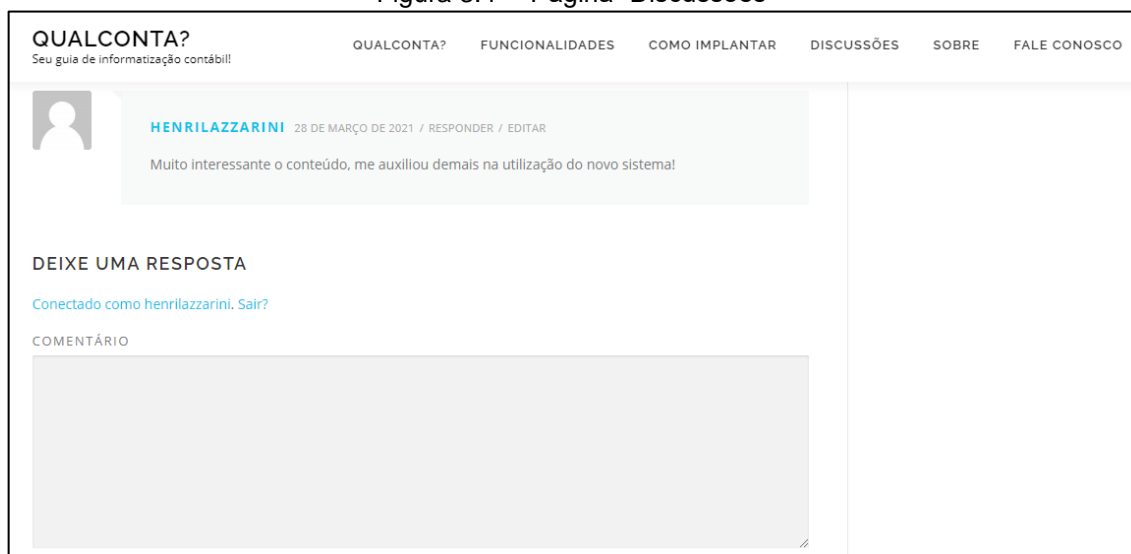 QUALCONTA?
Seu guia de informatização contábil!
QUALCONTA? FUNCIONALIDADES COMO IMPLANTAR DISCUSSÕES SOBRE FALE CONOSCO
HENRILAZZARINI 28 DE MARÇO DE 2021 / RESPONDER / EDITAR
Muito interessante o conteúdo, me auxiliou demais na utilização do novo sistema!
DEIXE UMA RESPOSTA
Conectado como henrilazzarini. Sair?
COMENTÁRIO